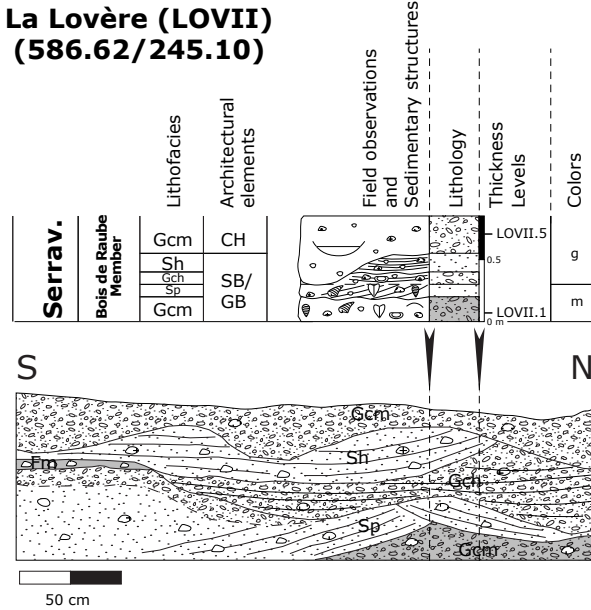 La Lovère (LOVII)
(586.62/245.10)
Lithofacies
Architectural
elements
Field observations
and
Sedimentary structures
Lithology
Thickness
Levels
Colors
Serrav.
Bois de Raube
Member
Gcm
Sh
Gch
Sp
Gcm
CH
SB/
GB
LOVII.5
0.5
LOVII.1
0 m
g
m
S
N
Gcm
Fm
Sh
Gch
Sp
Gcm
50 cm